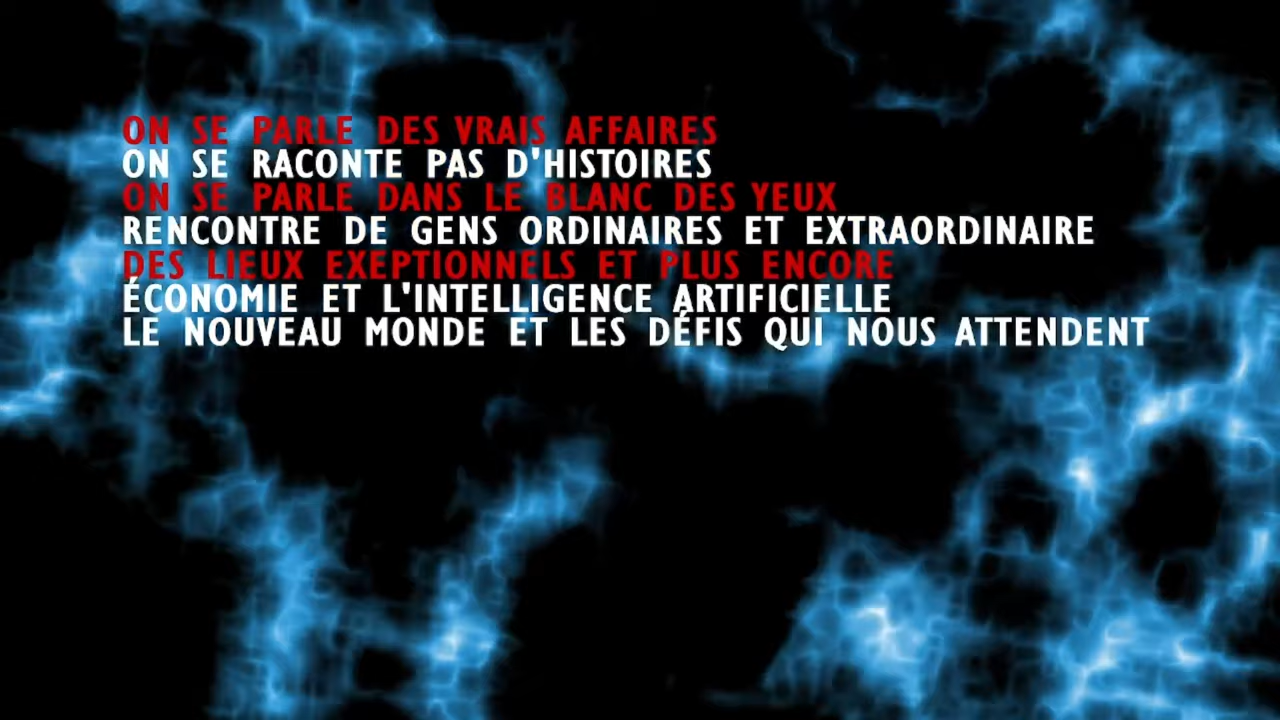 ON SE PARLE DES VRAIS AFFAIRES
ON SE RACONTE PAS D'HISTOIRES
ON SE PARLE DANS LE BLANC DES YEUX
RENCONTRE DE GENS ORDINAIRES ET EXTRAORDINAIRE
DES LIEUX EXEPTIONNELS ET PLUS ENCORE
ÉCONOMIE ET L'INTELLIGENCE ARTIFICIELLE
LE NOUVEAU MONDE ET LES DÉFIS QUI NOUS ATTENDENT